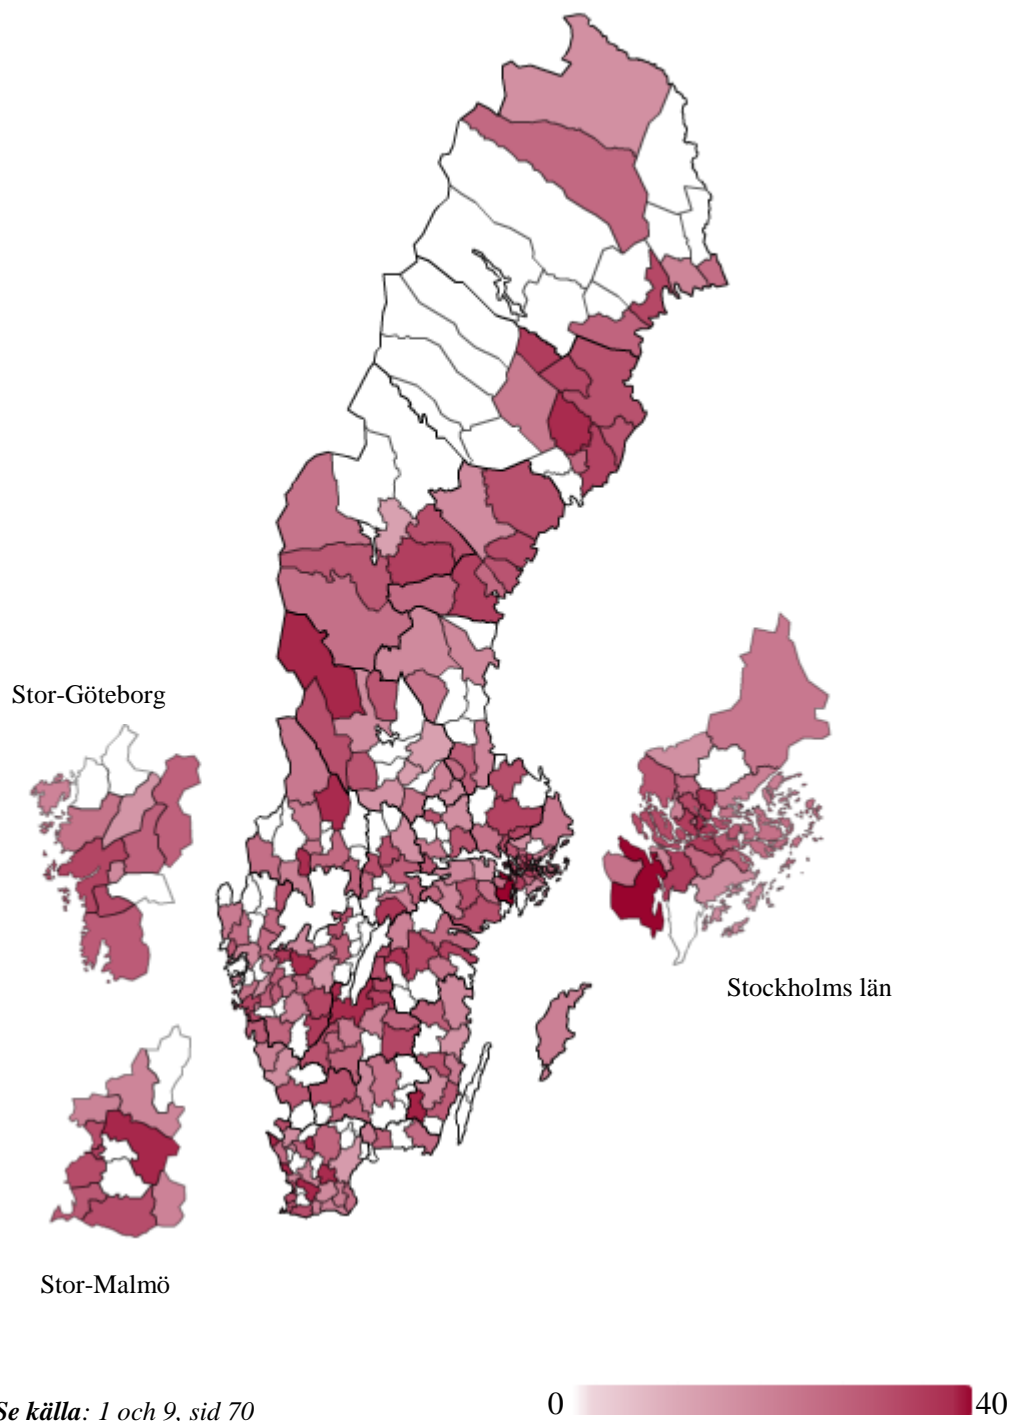 Stor-Göteborg
Stockholms län
Stor-Malmö
Se källa: 1 och 9, sid 70
0
40